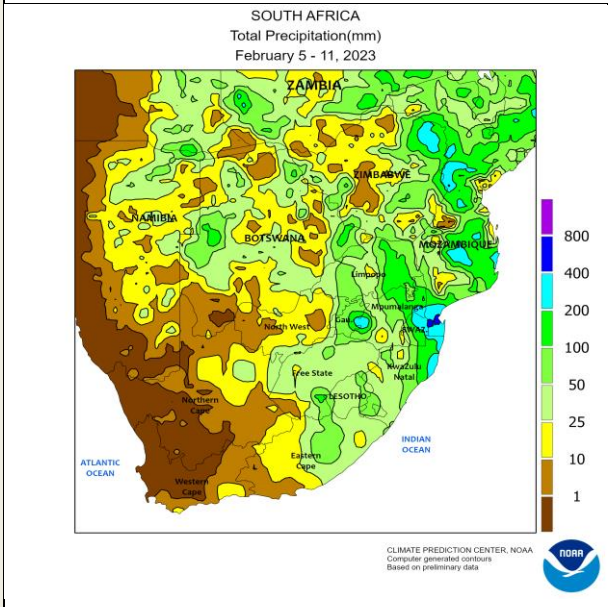 SOUTH AFRICA
Total Precipitation(mm)
February 5 - 11, 2023
ZAMBIA
ZIMBABWE
NAMIBIA
BOTSWANA
MOZAMBIQUE
Limpopo
Mpumalanga
Gau
North West
SWAZ
Free State
KwaZulu
Natal
LESOTHO
Northern
Cape
Eastern
Cape
Western
Cape
ATLANTIC
OCEAN
INDIAN
OCEAN
800
400
200
100
50
25
10
1
CLIMATE PREDICTION CENTER, NOAA
Computer generated contours
Based on preliminary data
NOAA